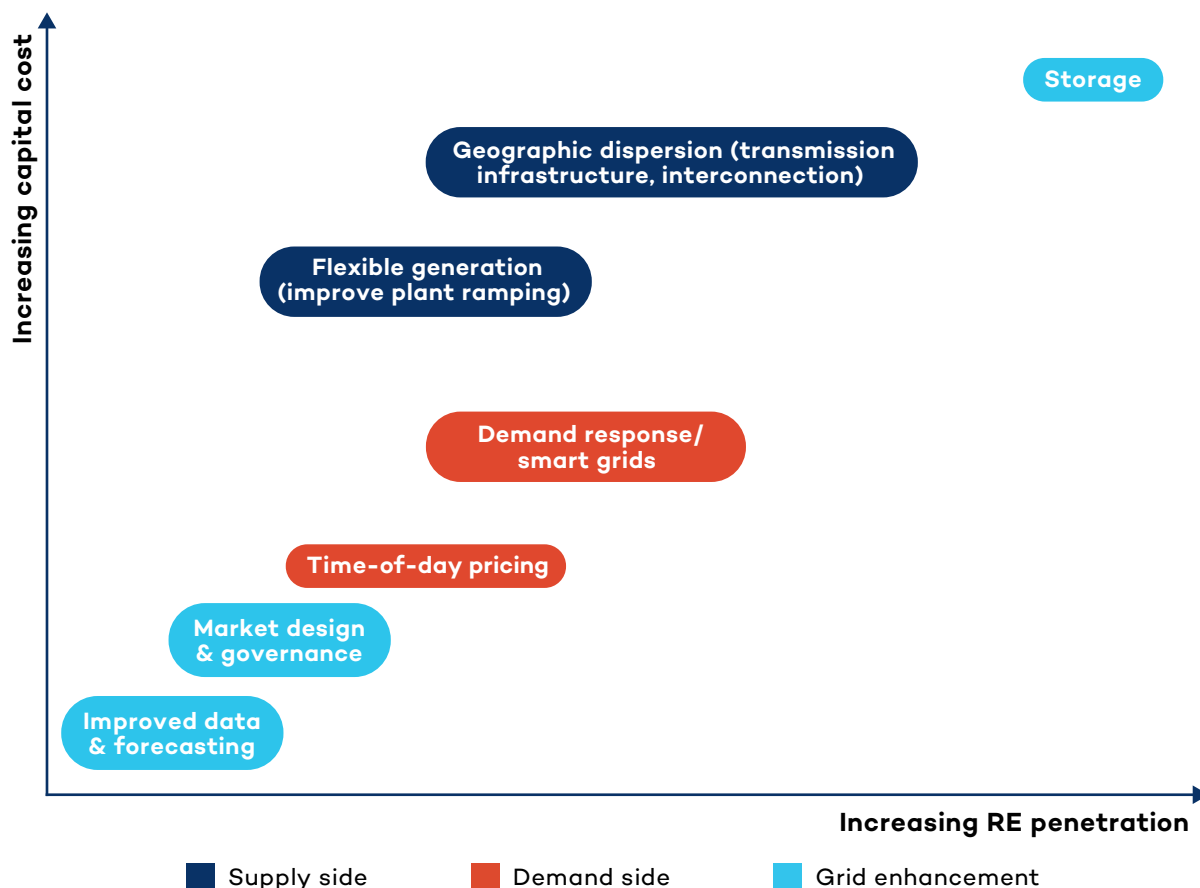 Increasing capital cost
Storage
Geographic dispersion (transmission
infrastructure, interconnection)
Flexible generation
(improve plant ramping)
Demand response/
smart grids
Time-of-day pricing
Market design
& governance
Improved data
& forecasting
Increasing RE penetration
Supply side
Demand side
Grid enhancement